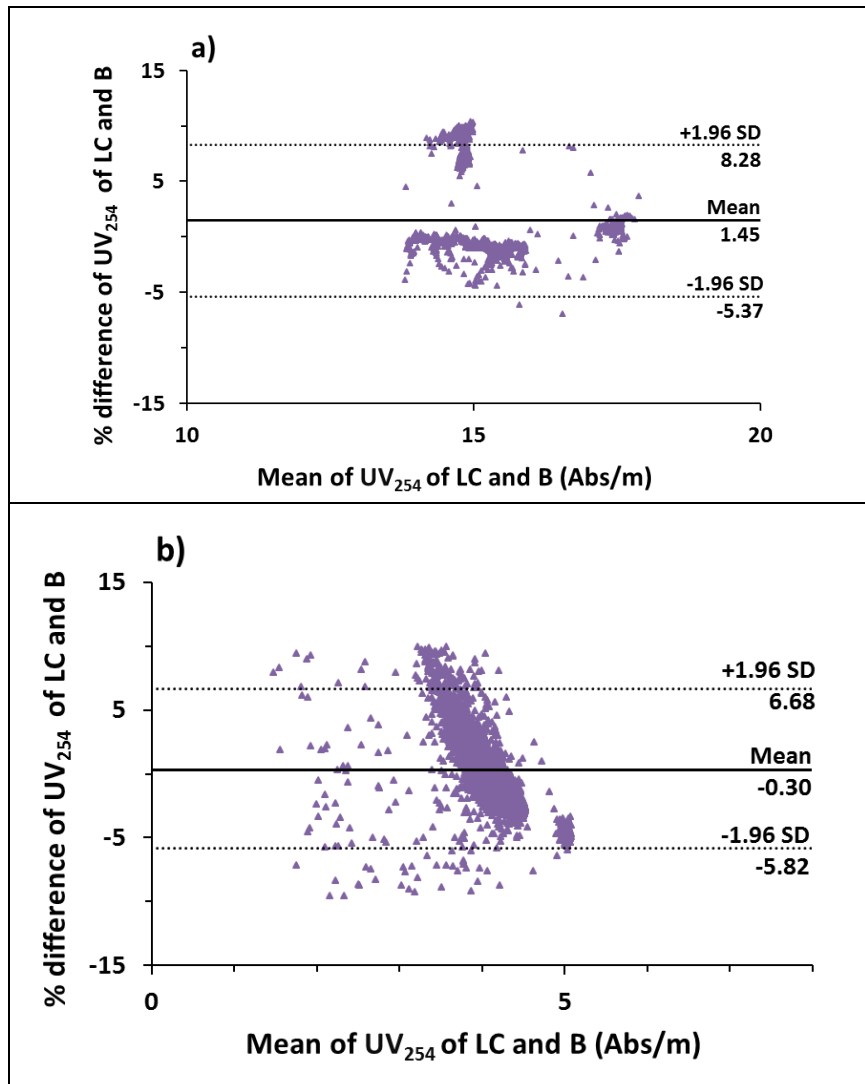 a)
15
5
-5
-15
10
15
20
% difference of UV₂₅₄ of LC and B
+1.96 SD
8.28
Mean
1.45
-1.96 SD
-5.37
Mean of UV₂₅₄ of LC and B (Abs/m)
b)
15
5
-5
-15
0
5
% difference of UV₂₅₄ of LC and B
+1.96 SD
6.68
Mean
-0.30
-1.96 SD
-5.82
Mean of UV₂₅₄ of LC and B (Abs/m)